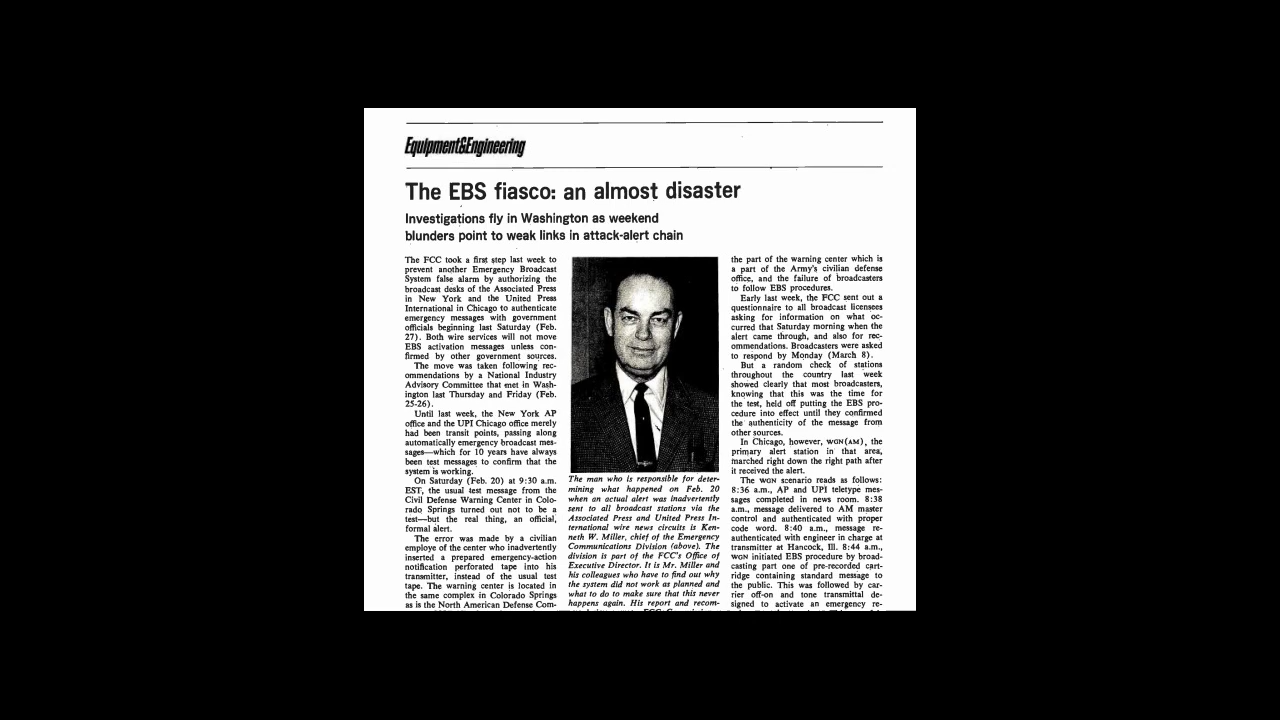 Equipment&Engineering
The EBS fiasco: an almost disaster
Investigations fly in Washington as weekend
blunders point to weak links in attack-alert chain
The FCC took a first step last week to
prevent another Emergency Broadcast
System false alarm by authorizing the
broadcast desks of the Associated Press
in New York and the United Press
International in Chicago to authenticate
emergency messages with government
officials beginning last Saturday (Feb.
27). Both wire services will not move
EBS activation messages unless con-
firmed by other government sources.
The move was taken following rec-
ommendations by a National Industry
Advisory Committee that met in Wash-
ington last Thursday and Friday (Feb.
25-26).
Until last week, the New York AP
office and the UPI Chicago office merely
had been transit points, passing along
automatically emergency broadcast mes-
sages—which for 10 years have always
been test messages to confirm that the
system is working.
On Saturday (Feb. 20) at 9:30 a.m.
EST, the usual test message from the
Civil Defense Warning Center in Colo-
rado Springs turned out not to be a
test—but the real thing, an official,
formal alert.
The error was made by a civilian
employe of the center who inadvertently
inserted a prepared emergency-action
notification perforated tape into his
transmitter, instead of the usual test
tape. The warning center is located in
the same complex in Colorado Springs
as is the North American Defense Com-
The man who is responsible for deter-
mining what happened on Feb. 20
when an actual alert was inadvertently
sent to all broadcast stations via the
Associated Press and United Press In-
ternational wire news circuits is Ken-
neth W. Miller, chief of the Emergency
Communications Division (above). The
division is part of the FCC's Office of
Executive Director. It is Mr. Miller and
his colleagues who have to find out why
the system did not work as planned and
what to do to make sure that this never
happens again. His report and recom-
the part of the warning center which is
a part of the Army's civilian defense
office, and the failure of broadcasters
to follow EBS procedures.
Early last week, the FCC sent out a
questionnaire to all broadcast licensees
asking for information on what oc-
curred that Saturday morning when the
alert came through, and also for rec-
ommendations. Broadcasters were asked
to respond by Monday (March 8).
But a random check of stations
throughout the country last week
showed clearly that most broadcasters,
knowing that this was the time for
the test, held off putting the EBS pro-
cedure into effect until they confirmed
the authenticity of the message from
other sources.
In Chicago, however, WGN(AM), the
primary alert station in that area,
marched right down the right path after
it received the alert.
The WGN scenario reads as follows:
8:36 a.m., AP and UPI teletype mes-
sages completed in news room. 8:38
a.m., message delivered to AM master
control and authenticated with proper
code word. 8:40 a.m., message re-
authenticated with engineer in charge at
transmitter at Hancock, Ill. 8:44 a.m.,
WGN initiated EBS procedure by broad-
casting part one of pre-recorded cart-
ridge containing standard message to
the public. This was followed by car-
rier off-on and tone transmittal de-
signed to activate an emergency re-